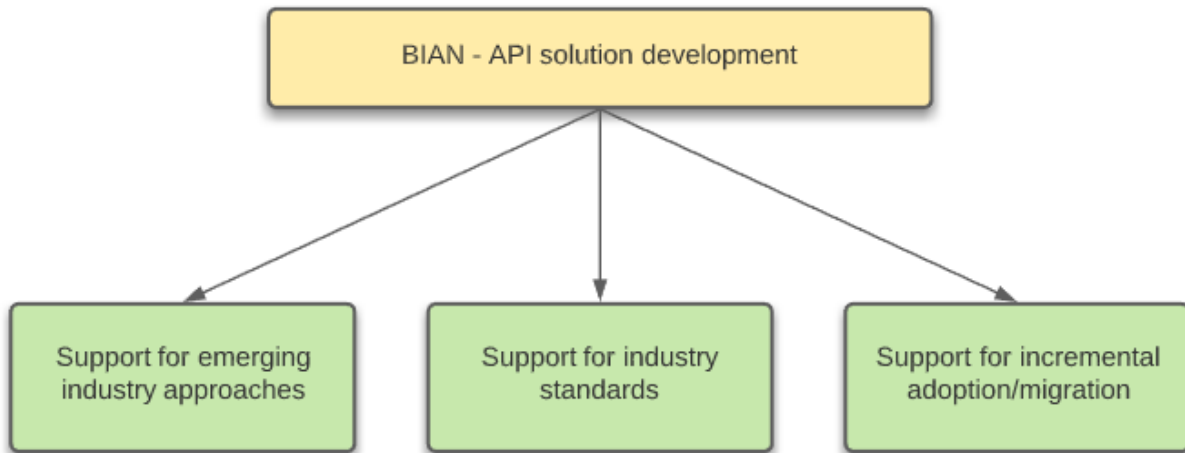 BIAN - API solution development
Support for emerging
industry approaches
Support for industry
standards
Support for incremental
adoption/migration